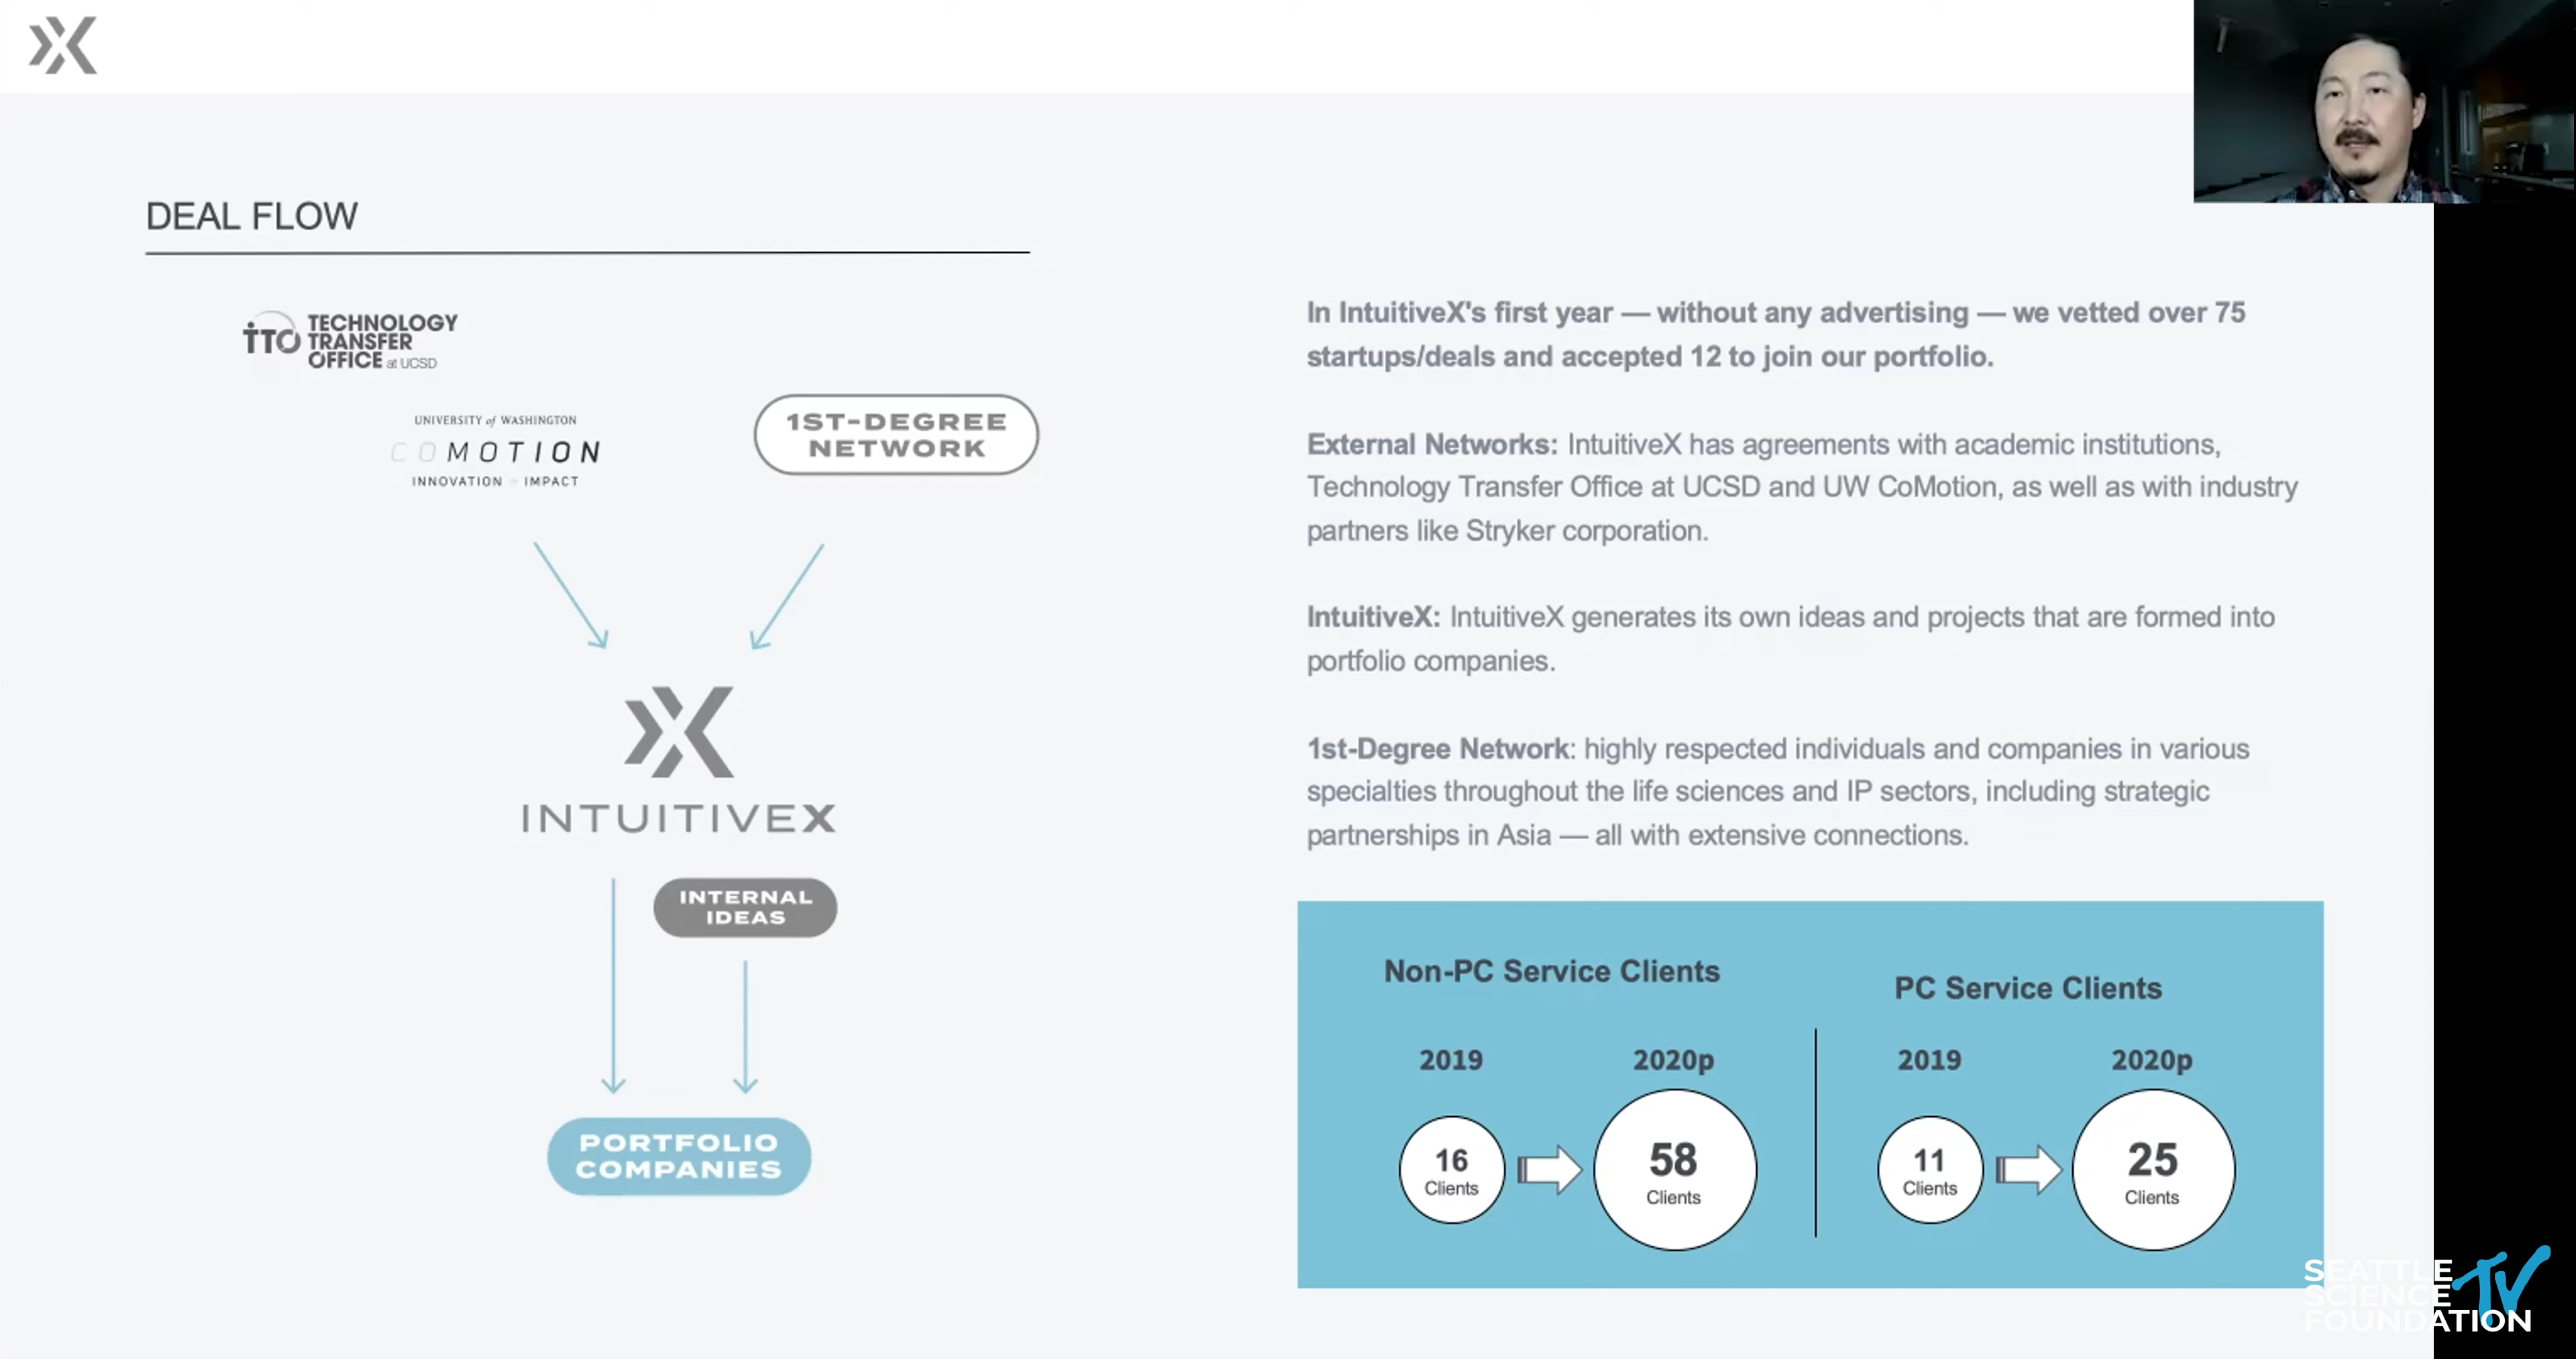 DEAL FLOW
iTO TECHNOLOGY
TRANSFER
OFFICE at UCSD
UNIVERSITY of WASHINGTON
COMOTION
INNOVATION > IMPACT
1ST-DEGREE
NETWORK
INTUITIVEX
INTERNAL
IDEAS
PORTFOLIO
COMPANIES
In IntuitiveX's first year — without any advertising — we vetted over 75
startups/deals and accepted 12 to join our portfolio.
External Networks: IntuitiveX has agreements with academic institutions,
Technology Transfer Office at UCSD and UW CoMotion, as well as with industry
partners like Stryker corporation.
IntuitiveX: IntuitiveX generates its own ideas and projects that are formed into
portfolio companies.
1st-Degree Network: highly respected individuals and companies in various
specialties throughout the life sciences and IP sectors, including strategic
partnerships in Asia — all with extensive connections.
Non-PC Service Clients
2019 2020p
16 58
Clients Clients
PC Service Clients
2019 2020p
11 25
Clients Clients
SEATTLE
SCIENCE
FOUNDATION
TV